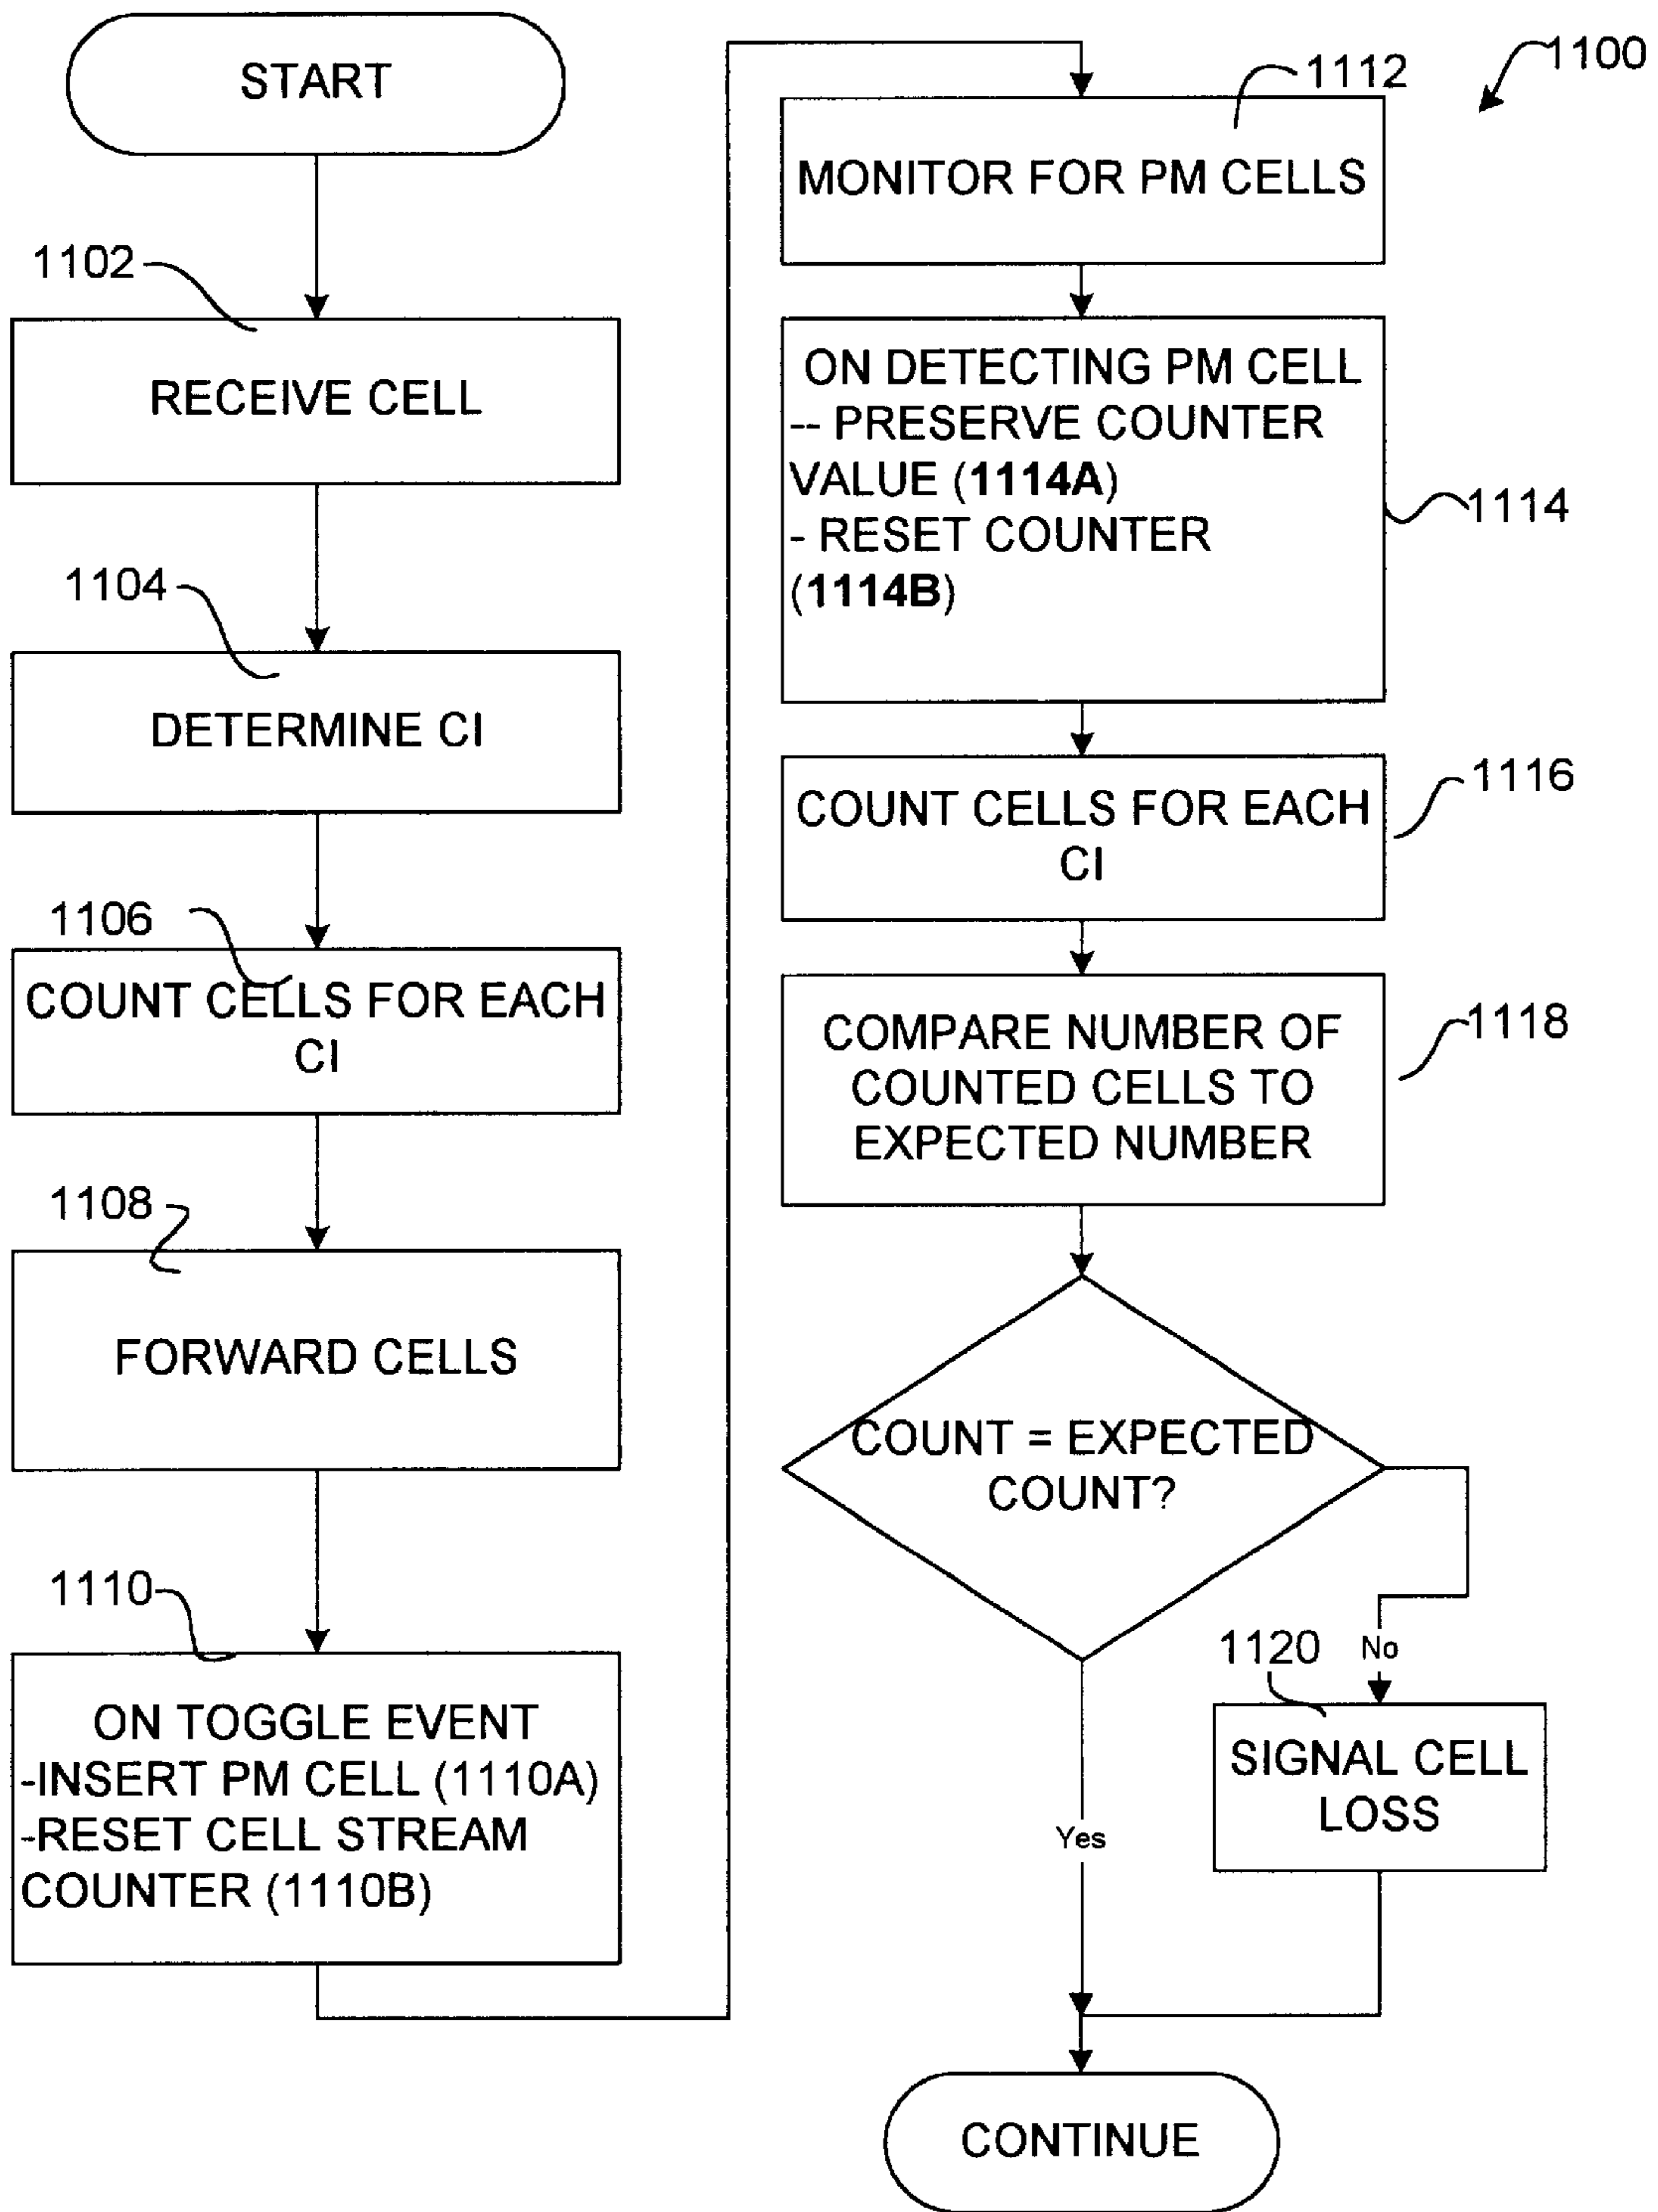 START
1102
RECEIVE CELL
1104
DETERMINE CI
1106
COUNT CELLS FOR EACH
CI
1108
FORWARD CELLS
1110
ON TOGGLE EVENT
-INSERT PM CELL (1110A)
-RESET CELL STREAM
COUNTER (1110B)
1100
1112
MONITOR FOR PM CELLS
ON DETECTING PM CELL
-- PRESERVE COUNTER
VALUE (1114A)
- RESET COUNTER
(1114B)
1114
COUNT CELLS FOR EACH
CI
1116
COMPARE NUMBER OF
COUNTED CELLS TO
EXPECTED NUMBER
1118
COUNT = EXPECTED
COUNT?
1120
No
SIGNAL CELL
LOSS
Yes
CONTINUE